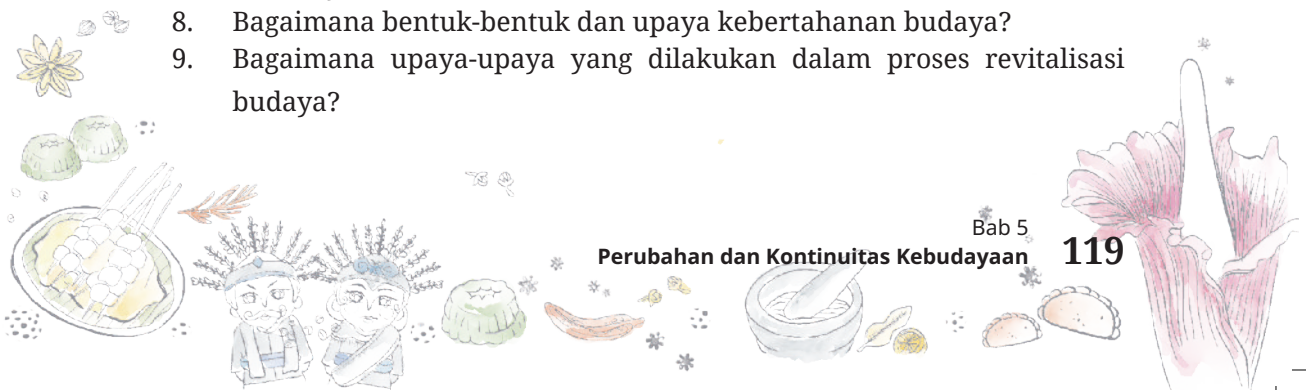 8. Bagaimana bentuk-bentuk dan upaya kebertahanan budaya?
9. Bagaimana upaya-upaya yang dilakukan dalam proses revitalisasi
budaya?
Bab 5
Perubahan dan Kontinuitas Kebudayaan 119